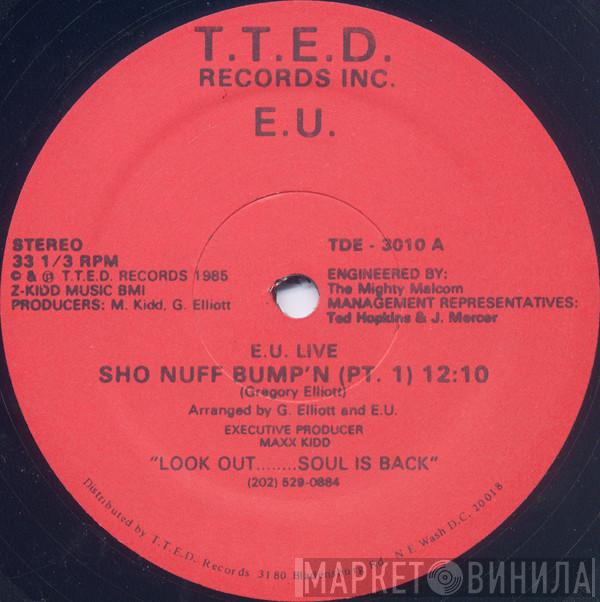 T.T.E.D.
RECORDS INC.
E.U.
STEREO
33 1/3 RPM
© & ℗ T.T.E.D. RECORDS 1985
Z-KIDD MUSIC BMI
PRODUCERS: M. Kidd, G. Elliott
TDE - 3010 A
ENGINEERED BY:
The Mighty Malcom
MANAGEMENT REPRESENTATIVES:
Ted Hopkins & J. Mercer
E.U. LIVE
SHO NUFF BUMP'N (PT. 1) 12:10
(Gregory Elliott)
Arranged by G. Elliott and E.U.
EXECUTIVE PRODUCER
MAXX KIDD
"LOOK OUT........SOUL IS BACK"
(202) 529-0884
Distributed by T.T.E.D. Records 3180 Bladensburg Rd. N.E. Wash D.C. 20018
МАРКЕТ ВИНИЛА